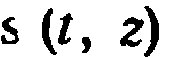 s (t, z)